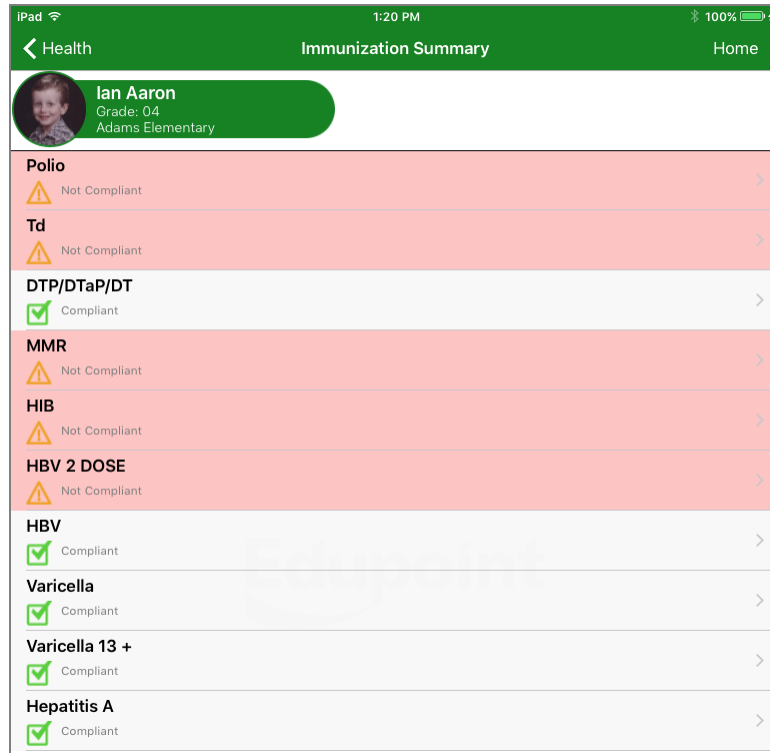 iPad 1:20 PM 100%
Health Immunization Summary Home
Ian Aaron
Grade: 04
Adams Elementary
Polio
Not Compliant
Td
Not Compliant
DTP/DTaP/DT
Compliant
MMR
Not Compliant
HIB
Not Compliant
HBV 2 DOSE
Not Compliant
HBV
Compliant
Edupoint
Varicella
Compliant
Varicella 13 +
Compliant
Hepatitis A
Compliant